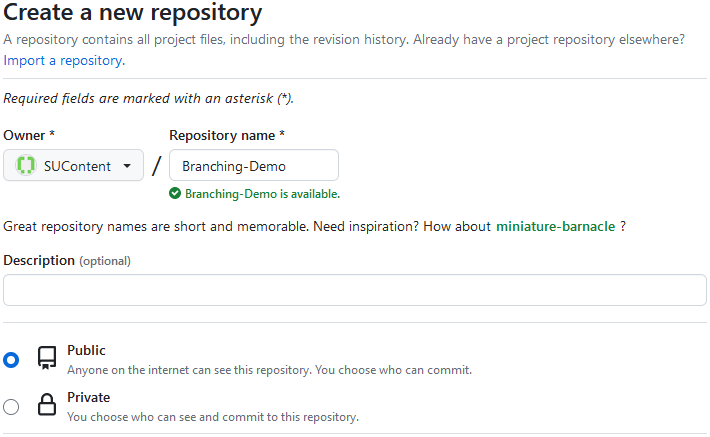 Create a new repository
A repository contains all project files, including the revision history. Already have a project repository elsewhere?
Import a repository.
Required fields are marked with an asterisk (*).
Owner * Repository name *
SUContent / Branching-Demo
Branching-Demo is available.
Great repository names are short and memorable. Need inspiration? How about miniature-barnacle ?
Description (optional)
Public
Anyone on the internet can see this repository. You choose who can commit.
Private
You choose who can see and commit to this repository.